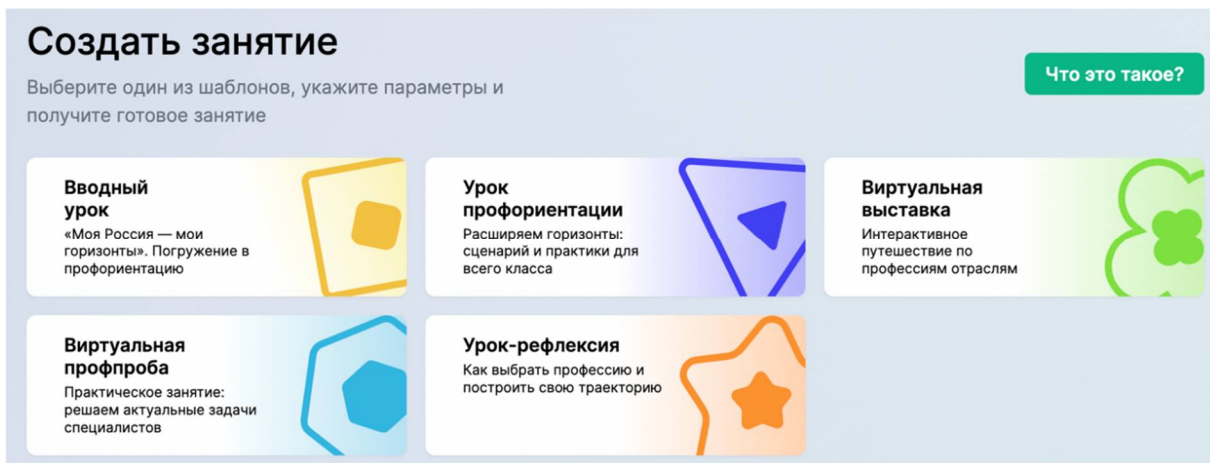 Создать занятие
Выберите один из шаблонов, укажите параметры и
получите готовое занятие
Что это такое?
Вводный
урок
«Моя Россия — мои
горизонты». Погружение в
профориентацию
Урок
профориентации
Расширяем горизонты:
сценарий и практики для
всего класса
Виртуальная
выставка
Интерактивное
путешествие по
профессиям отраслям
Виртуальная
профпроба
Практическое занятие:
решаем актуальные задачи
специалистов
Урок-рефлексия
Как выбрать профессию и
построить свою траекторию